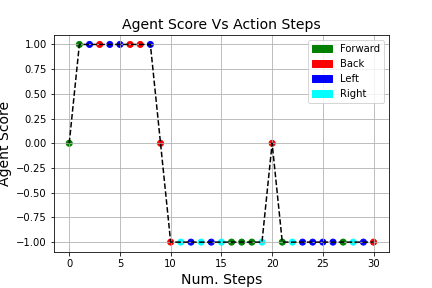 Agent Score Vs Action Steps
Agent Score
1.00
0.75
0.50
0.25
0.00
−0.25
−0.50
−0.75
−1.00
Forward
Back
Left
Right
0 5 10 15 20 25 30
Num. Steps